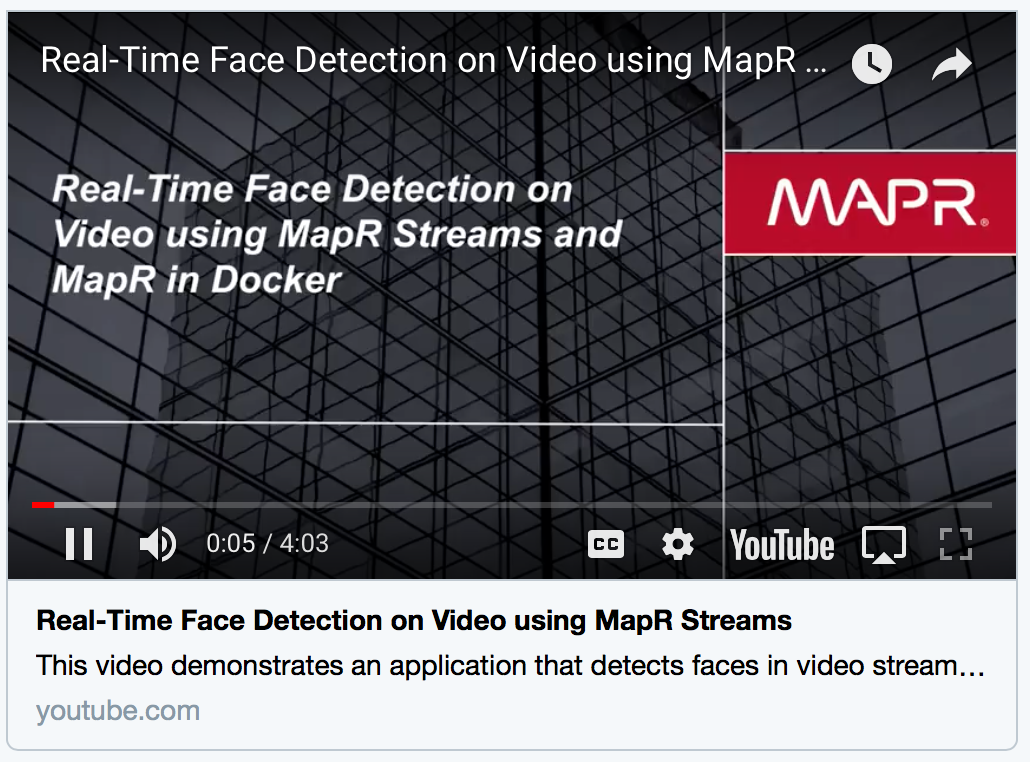 Real-Time Face Detection on Video using MapR ...
Real-Time Face Detection on
Video using MapR Streams and
MapR in Docker
MAPR®
0:05 / 4:03
CC
YouTube
Real-Time Face Detection on Video using MapR Streams
This video demonstrates an application that detects faces in video stream…
youtube.com